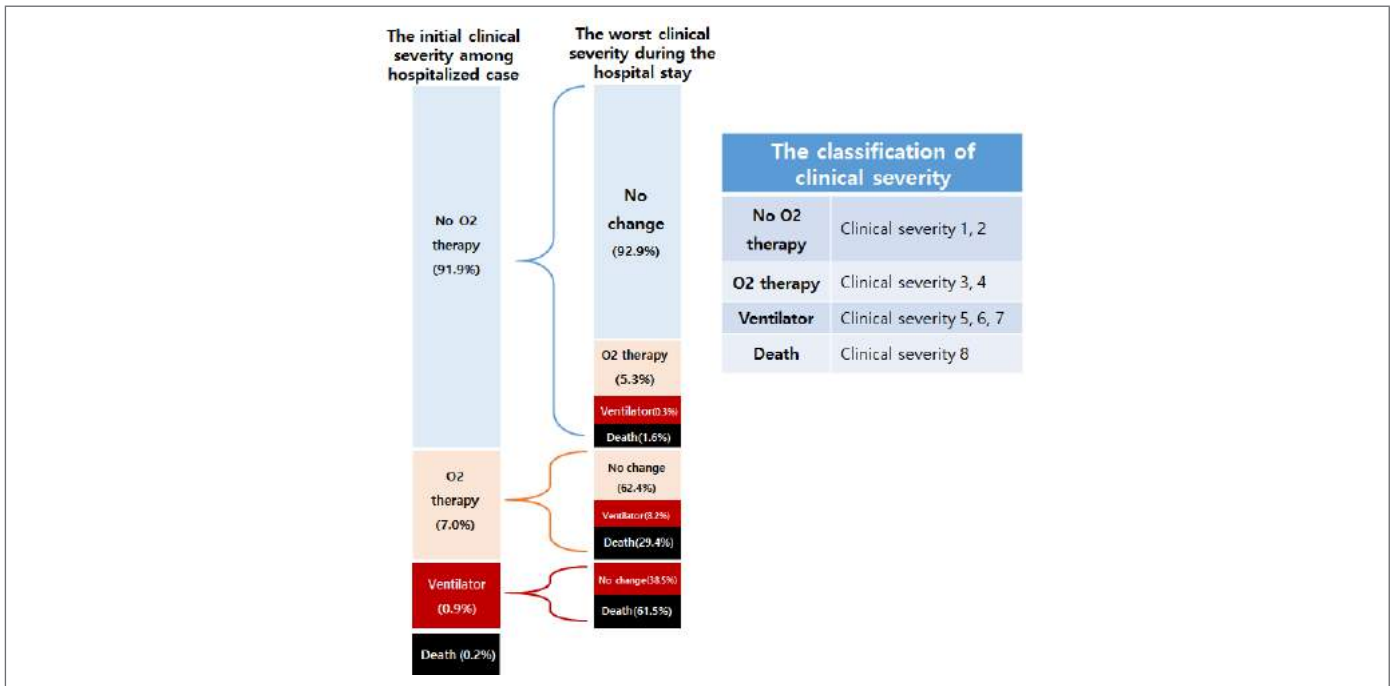 The initial clinical
severity among
hospitalized case
The worst clinical
severity during the
hospital stay
No O2
therapy
(91.9%)
No
change
(92.9%)
O2 therapy
(5.3%)
Ventilator(0.3%)
Death(1.6%)
O2
therapy
(7.0%)
No change
(62.4%)
Ventilator(8.2%)
Death(29.4%)
Ventilator
(0.9%)
No change(38.5%)
Death(61.5%)
Death (0.2%)
The classification of
clinical severity
No O2
therapy
Clinical severity 1, 2
O2 therapy
Clinical severity 3, 4
Ventilator
Clinical severity 5, 6, 7
Death
Clinical severity 8